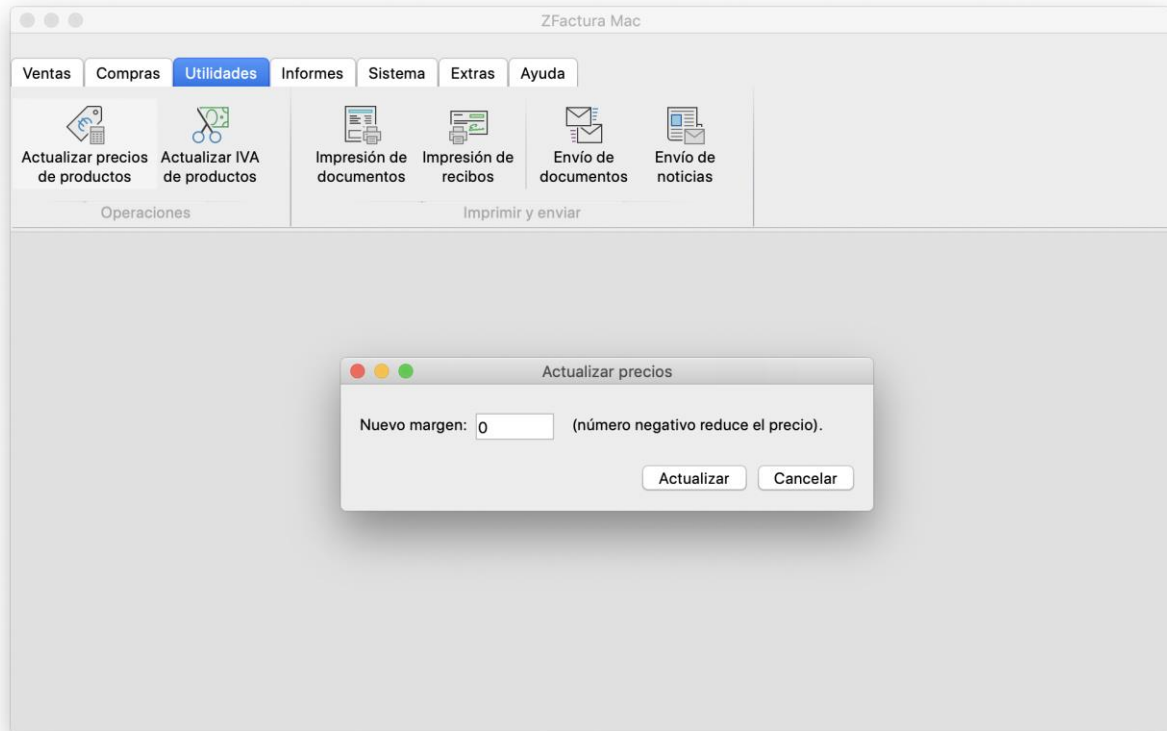 ZFactura Mac
Ventas Compras Utilidades Informes Sistema Extras Ayuda
Actualizar precios Actualizar IVA Impresión de Impresión de Envío de Envío de
de productos de productos documentos recibos documentos noticias
Operaciones Imprimir y enviar
Actualizar precios
Nuevo margen: 0 (número negativo reduce el precio).
Actualizar Cancelar